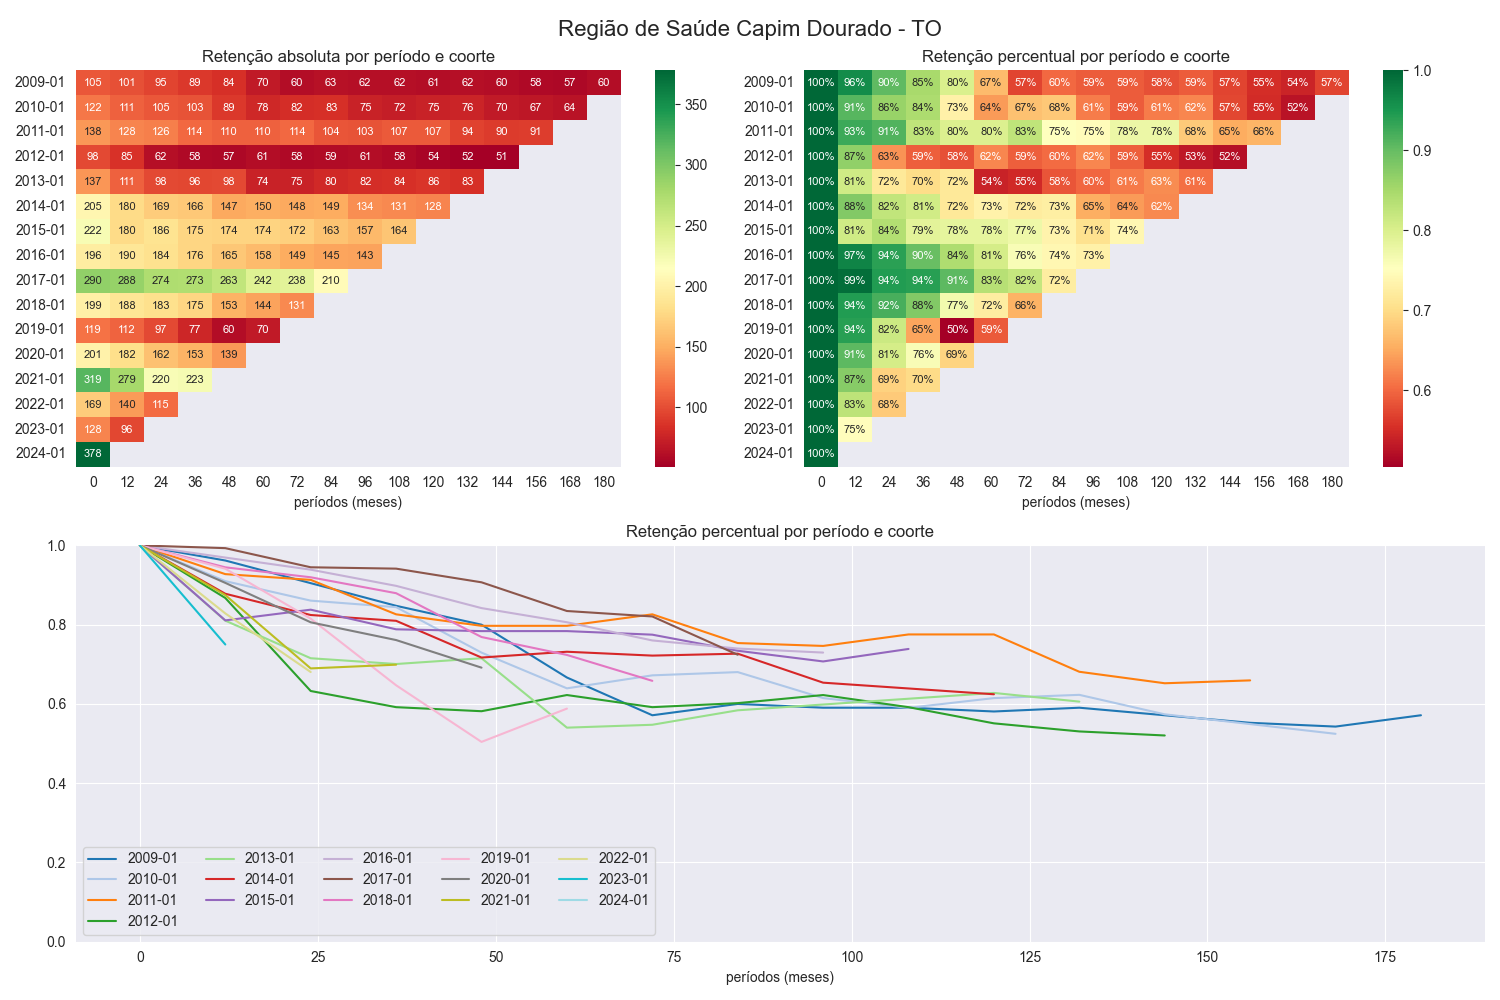 Região de Saúde Capim Dourado - TO
Retenção absoluta por período e coorte
2009-01 105 101 95 89 84 70 60 63 62 62 61 62 60 58 57 60
2010-01 122 111 105 103 89 78 82 83 75 72 75 76 70 67 64
2011-01 138 128 126 114 110 110 114 104 103 107 107 94 90 91
2012-01 98 85 62 58 57 61 58 59 61 58 54 52 51
2013-01 137 111 98 96 98 74 75 80 82 84 86 83
2014-01 205 180 169 166 147 150 148 149 134 131 128
2015-01 222 180 186 175 174 174 172 163 157 164
2016-01 196 190 184 176 165 158 149 145 143
2017-01 290 288 274 273 263 242 238 210
2018-01 199 188 183 175 153 144 131
2019-01 119 112 97 77 60 70
2020-01 201 182 162 153 139
2021-01 319 279 220 223
2022-01 169 140 115
2023-01 128 96
2024-01 378
0 12 24 36 48 60 72 84 96 108 120 132 144 156 168 180
períodos (meses)
350
300
250
200
150
100
Retenção percentual por período e coorte
2009-01 100% 96% 90% 85% 80% 67% 57% 60% 59% 59% 58% 59% 57% 55% 54% 57%
2010-01 100% 91% 86% 84% 73% 64% 67% 68% 61% 59% 61% 62% 57% 55% 52%
2011-01 100% 93% 91% 83% 80% 80% 83% 75% 75% 78% 78% 68% 65% 66%
2012-01 100% 87% 63% 59% 58% 62% 59% 60% 62% 59% 55% 53% 52%
2013-01 100% 81% 72% 70% 72% 54% 55% 58% 60% 61% 63% 61%
2014-01 100% 88% 82% 81% 72% 73% 72% 73% 65% 64% 62%
2015-01 100% 81% 84% 79% 78% 78% 77% 73% 71% 74%
2016-01 100% 97% 94% 90% 84% 81% 76% 74% 73%
2017-01 100% 99% 94% 94% 91% 83% 82% 72%
2018-01 100% 94% 92% 88% 77% 72% 66%
2019-01 100% 94% 82% 65% 50% 59%
2020-01 100% 91% 81% 76% 69%
2021-01 100% 87% 69% 70%
2022-01 100% 83% 68%
2023-01 100% 75%
2024-01 100%
0 12 24 36 48 60 72 84 96 108 120 132 144 156 168 180
períodos (meses)
1.0
0.9
0.8
0.7
0.6
Retenção percentual por período e coorte
1.0
0.8
0.6
0.4
0.2
0.0
2009-01 2013-01 2016-01 2019-01 2022-01
2010-01 2014-01 2017-01 2020-01 2023-01
2011-01 2015-01 2018-01 2021-01 2024-01
2012-01
0 25 50 75 100 125 150 175
períodos (meses)